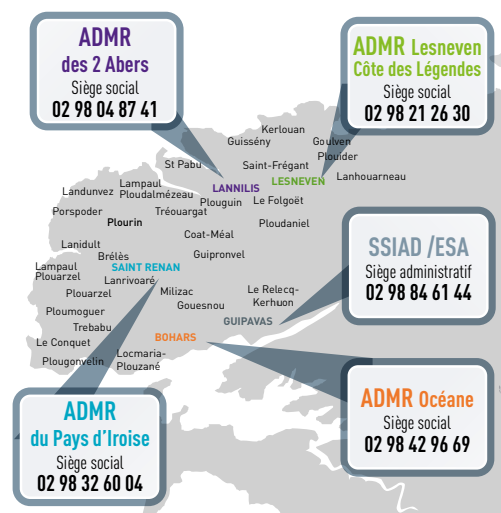 ADMR
des 2 Abers
Siège social
02 98 04 87 41
ADMR Lesneven
Côte des Légendes
Siège social
02 98 21 26 30
Kerlouan
Guissény
Goulven
Plouider
St Pabu
Saint-Frégant
Lanhouarneau
LESNEVEN
Lampaul
Ploudalmézeau
Landunvez
LANNILIS
Plouguin
Le Folgoët
Porspoder
Tréouargat
Plourin
Ploudaniel
Coat-Méal
Lanidult
Brélès
Guipronvel
SAINT RENAN
Lampaul
Plouarzel
Lanrivoaré
Plouarzel
Milizac
Le Relecq-
Kerhuon
Gouesnou
Ploumoguer
GUIPAVAS
Trebabu
BOHARS
Le Conquet
Locmaria-
Plouzané
Plougonvelin
SSIAD /ESA
Siège administratif
02 98 84 61 44
ADMR
du Pays d'Iroise
Siège social
02 98 32 60 04
ADMR Océane
Siège social
02 98 42 96 69